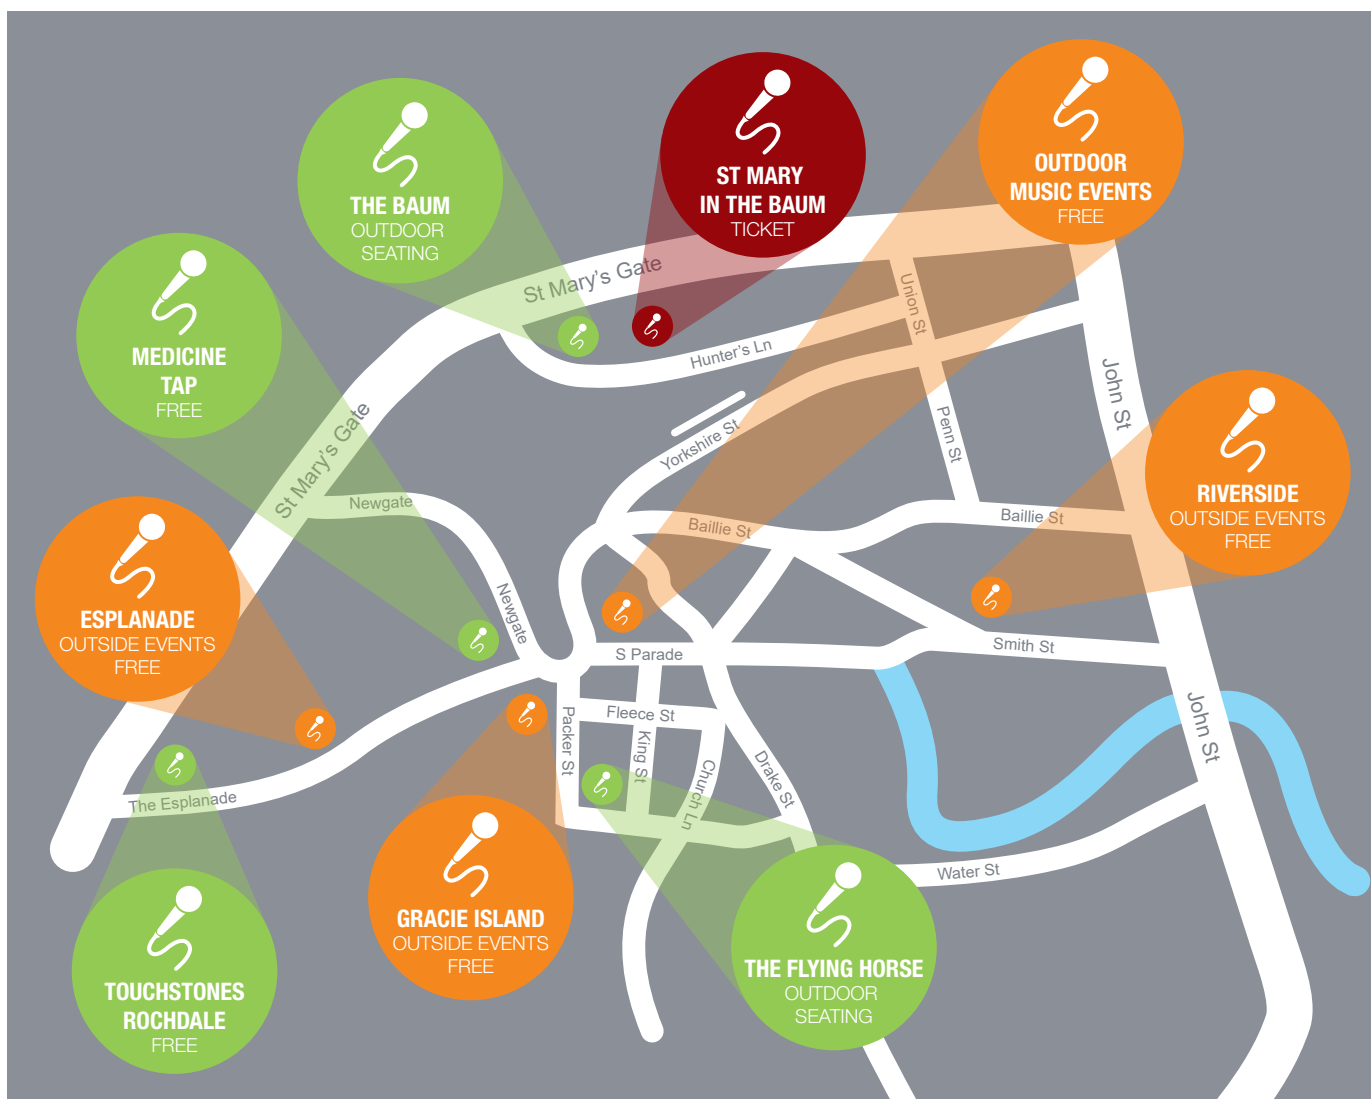 OUTDOOR
MUSIC EVENTS
FREE
ST MARY
IN THE BAUM
TICKET
THE BAUM
OUTDOOR
SEATING
St Mary's Gate
Union St
MEDICINE
TAP
FREE
Hunter's Ln
John St
St Mary's Gate
Yorkshire St
Penn St
RIVERSIDE
OUTSIDE EVENTS
FREE
Newgate
Baillie St
Baillie St
ESPLANADE
OUTSIDE EVENTS
FREE
Newgate
S Parade
Smith St
Fleece St
Packer St
King St
Church Ln
Drake St
John St
The Esplanade
Water St
GRACIE ISLAND
OUTSIDE EVENTS
FREE
THE FLYING HORSE
OUTDOOR
SEATING
TOUCHSTONES
ROCHDALE
FREE